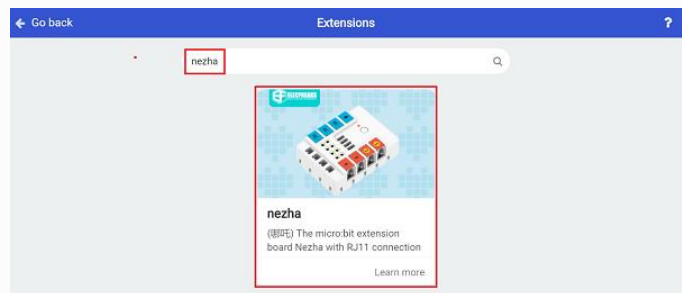 Go back
Extensions
?
nezha
ELECFREAKS
nezha
(哪吒) The micro:bit extension
board Nezha with RJ11 connection
Learn more